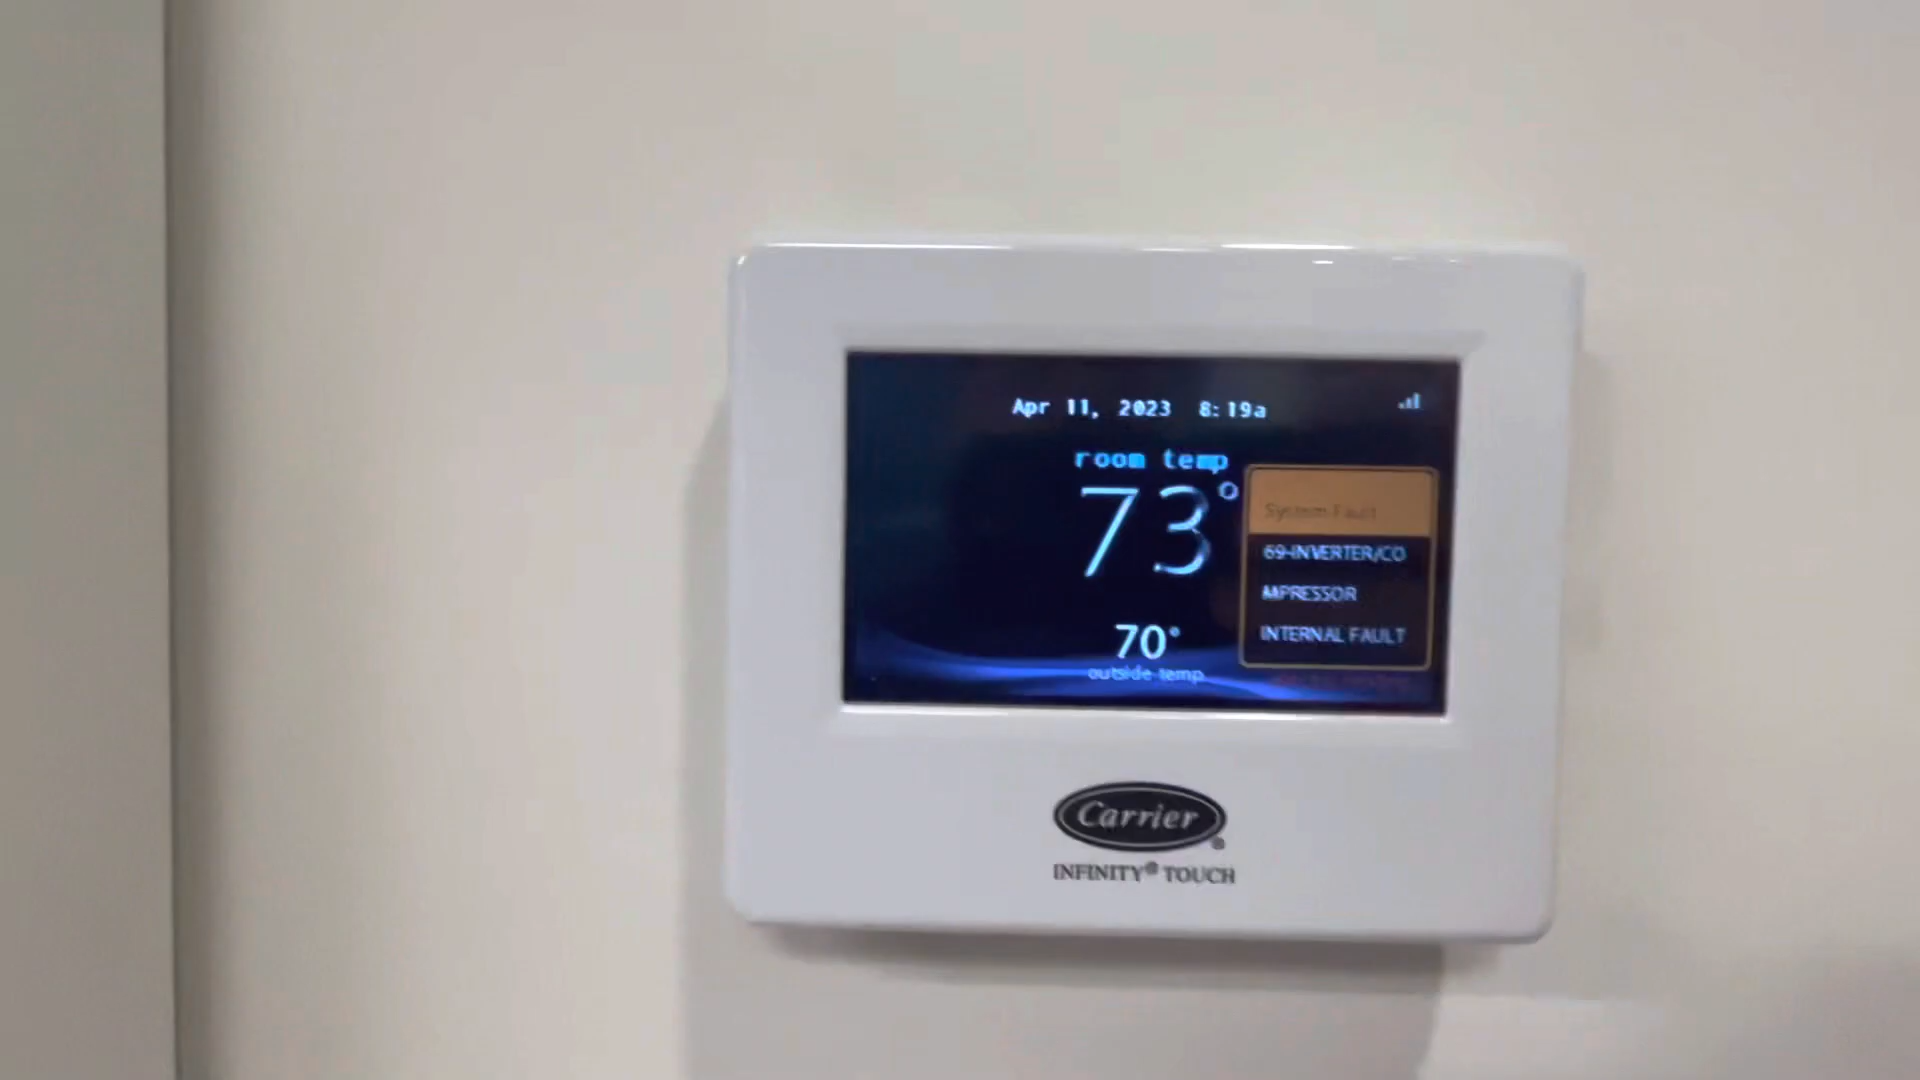 Apr 11, 2023 8:19a
room temp
73°
System Fault
69-INVERTER/CO
MPRESSOR
INTERNAL FAULT
70°
outside temp
Carrier®
INFINITY® TOUCH